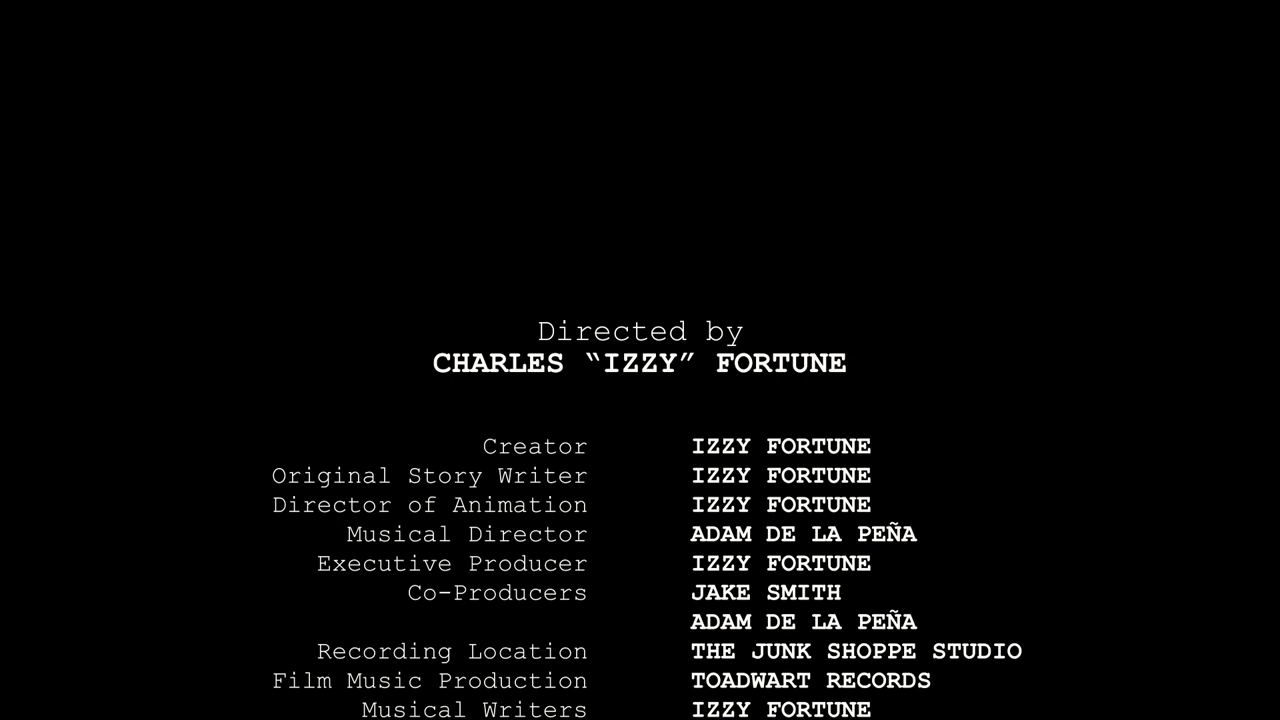 Directed by
CHARLES “IZZY” FORTUNE
Creator IZZY FORTUNE
Original Story Writer IZZY FORTUNE
Director of Animation IZZY FORTUNE
Musical Director ADAM DE LA PEÑA
Executive Producer IZZY FORTUNE
Co-Producers JAKE SMITH
ADAM DE LA PEÑA
Recording Location THE JUNK SHOPPE STUDIO
Film Music Production TOADWART RECORDS
Musical Writers IZZY FORTUNE